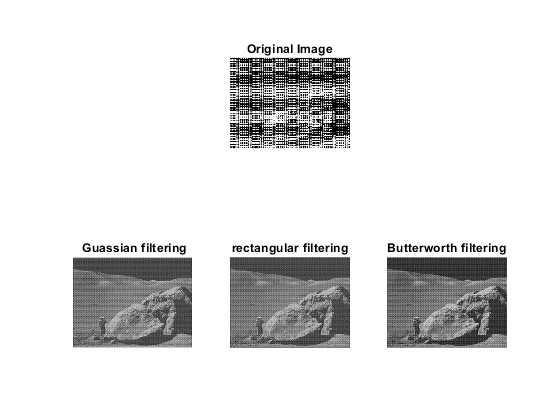 Original Image
Guassian filtering
rectangular filtering
Butterworth filtering